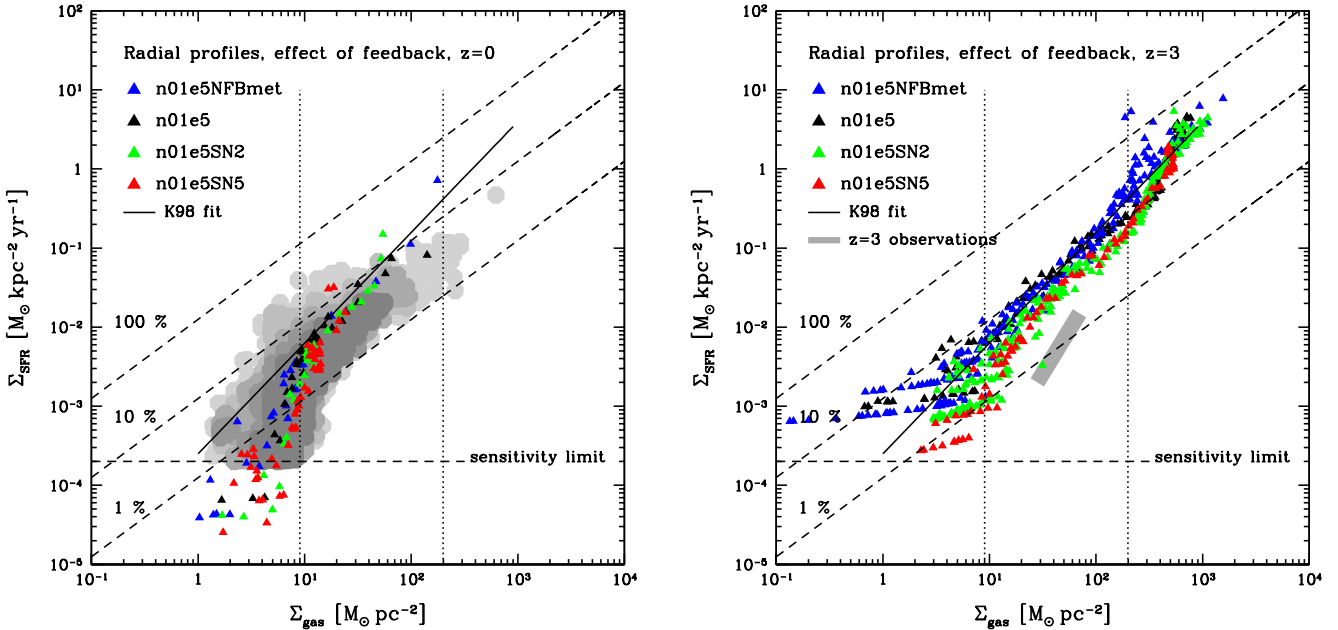 Radial profiles, effect of feedback, z=0
n01e5NFBmet
n01e5
n01e5SN2
n01e5SN5
K98 fit
100 %
10 %
1 %
sensitivity limit
10²
10¹
1
10⁻¹
10⁻²
10⁻³
10⁻⁴
10⁻⁵
10⁻¹ 1 10¹ 10² 10³ 10⁴
Σ_SFR [M⊙ kpc⁻² yr⁻¹]
Σ_gas [M⊙ pc⁻²]
Radial profiles, effect of feedback, z=3
n01e5NFBmet
n01e5
n01e5SN2
n01e5SN5
K98 fit
z=3 observations
100 %
10 %
1 %
sensitivity limit
10²
10¹
1
10⁻¹
10⁻²
10⁻³
10⁻⁴
10⁻⁵
10⁻¹ 1 10¹ 10² 10³ 10⁴
Σ_SFR [M⊙ kpc⁻² yr⁻¹]
Σ_gas [M⊙ pc⁻²]